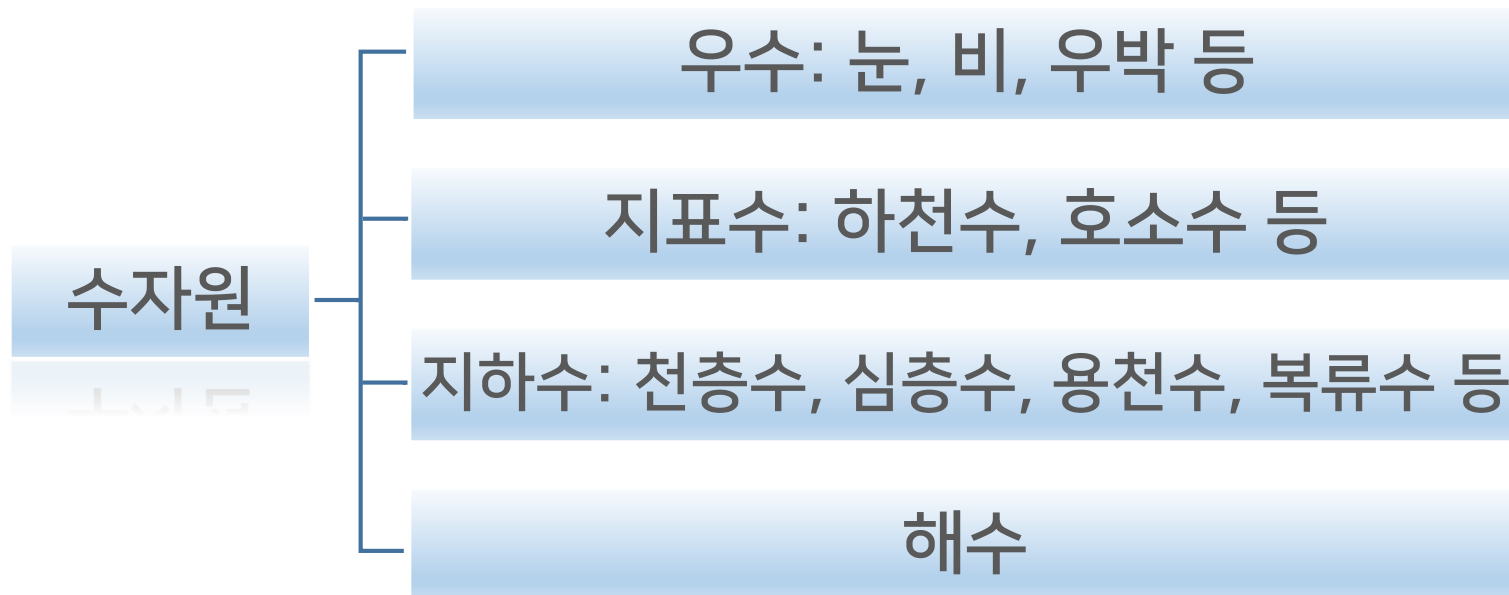 수자원
우수: 눈, 비, 우박 등
지표수: 하천수, 호소수 등
지하수: 천층수, 심층수, 용천수, 복류수 등
해수